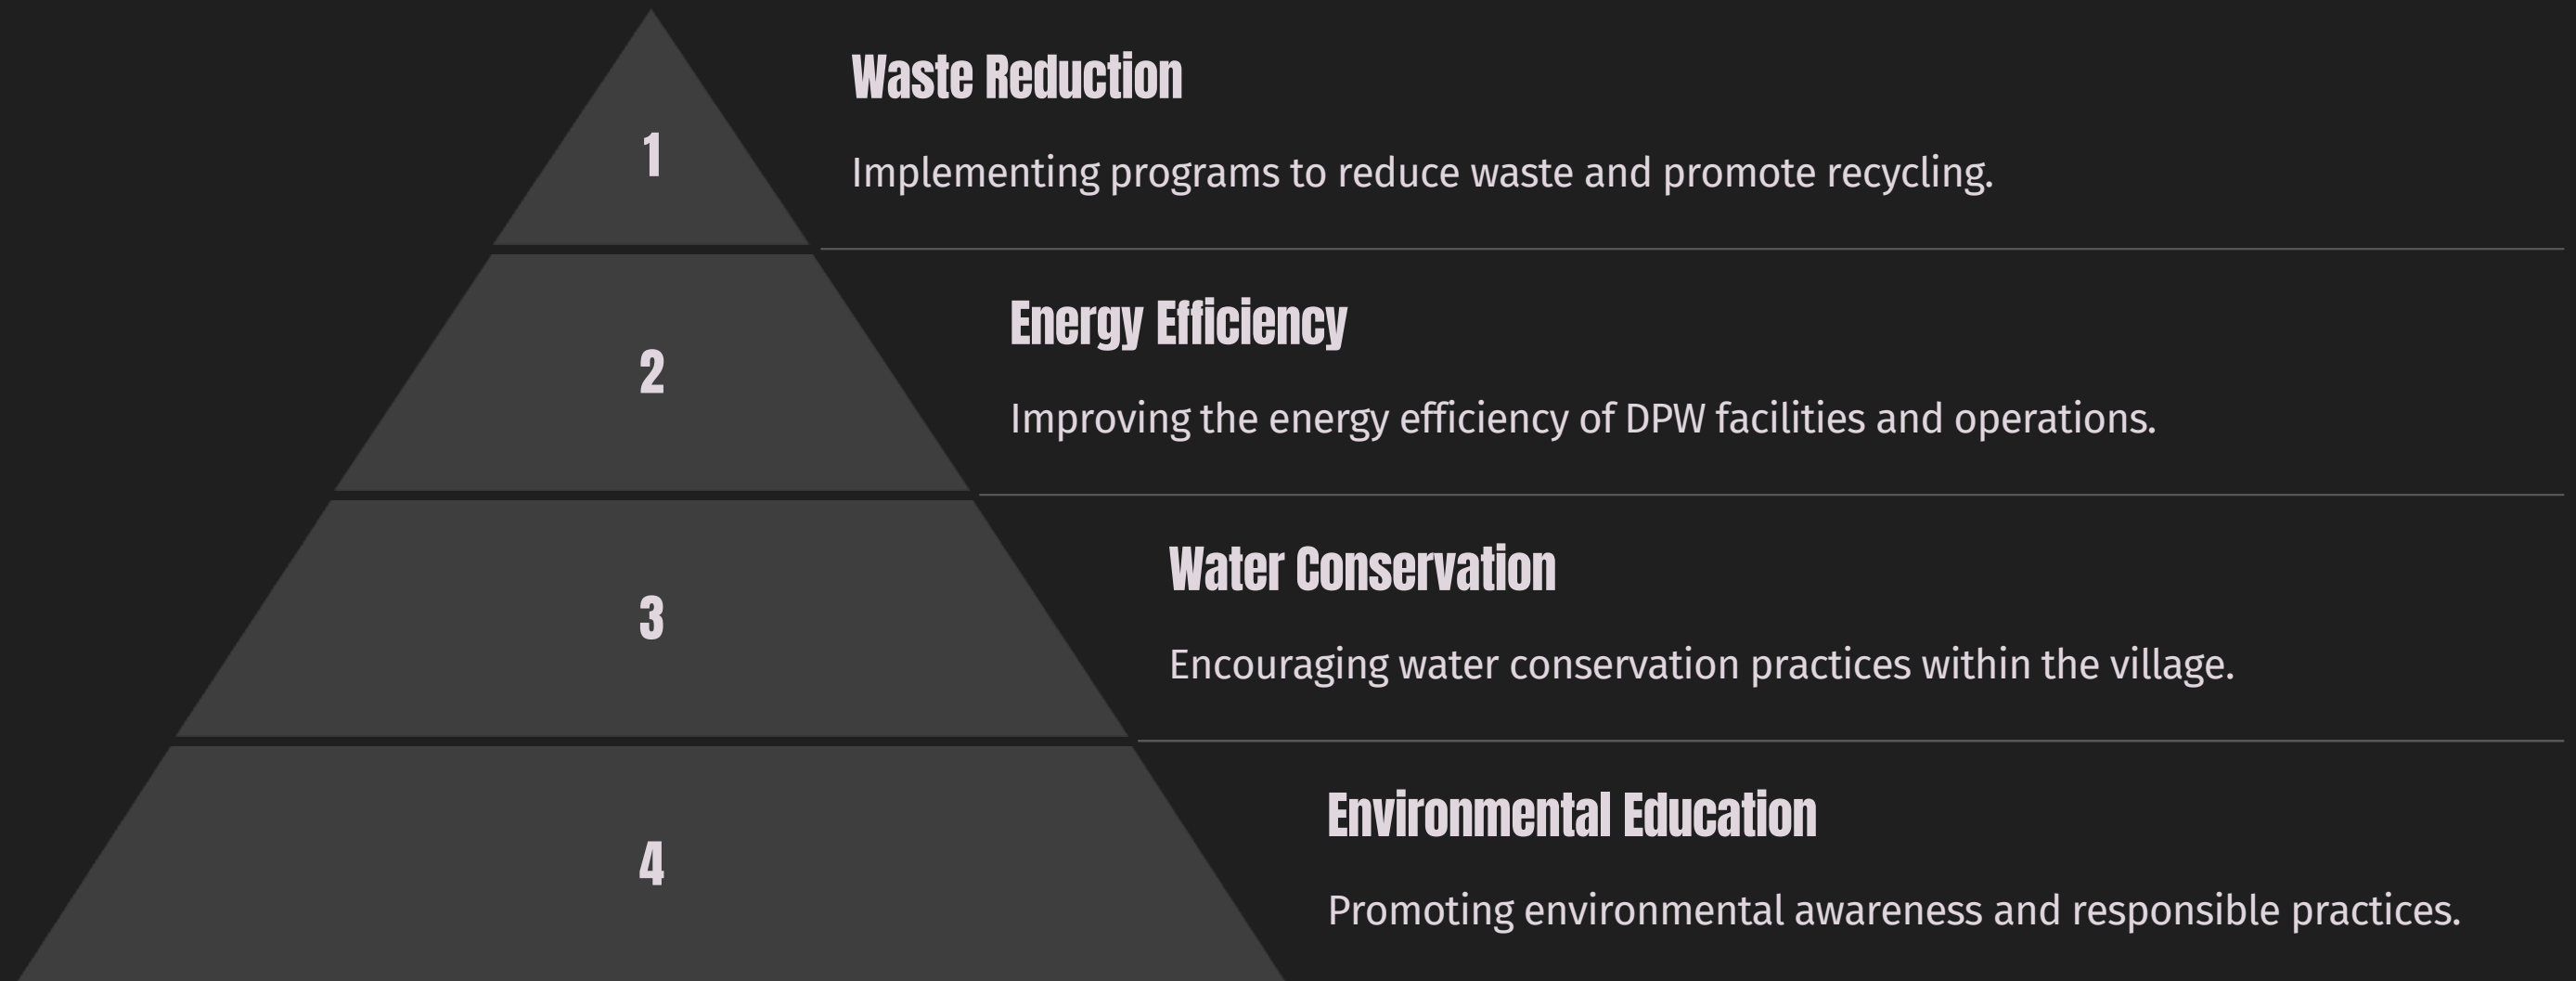 Waste Reduction
1
Implementing programs to reduce waste and promote recycling.
Energy Efficiency
2
Improving the energy efficiency of DPW facilities and operations.
Water Conservation
3
Encouraging water conservation practices within the village.
Environmental Education
4
Promoting environmental awareness and responsible practices.